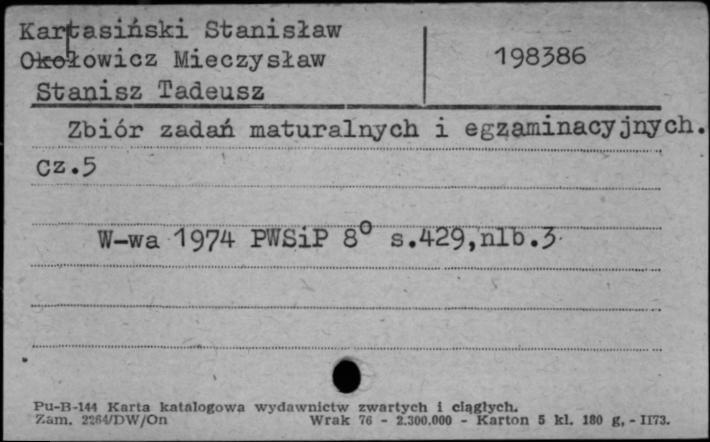 Kartasiński Stanisław
Okołowicz Mieczysław 198386
Stanisz Tadeusz
Zbiór zadań maturalnych i egzaminacyjnych.
cz.5
W-wa 1974 PWSiP 8° s.429,nlb.3
Pu-B-144 Karta katalogowa wydawnictw zwartych i ciągłych.
Zam. 2264/DW/On Wrak 76 - 2.300.000 - Karton 5 kl. 180 g, - II73.